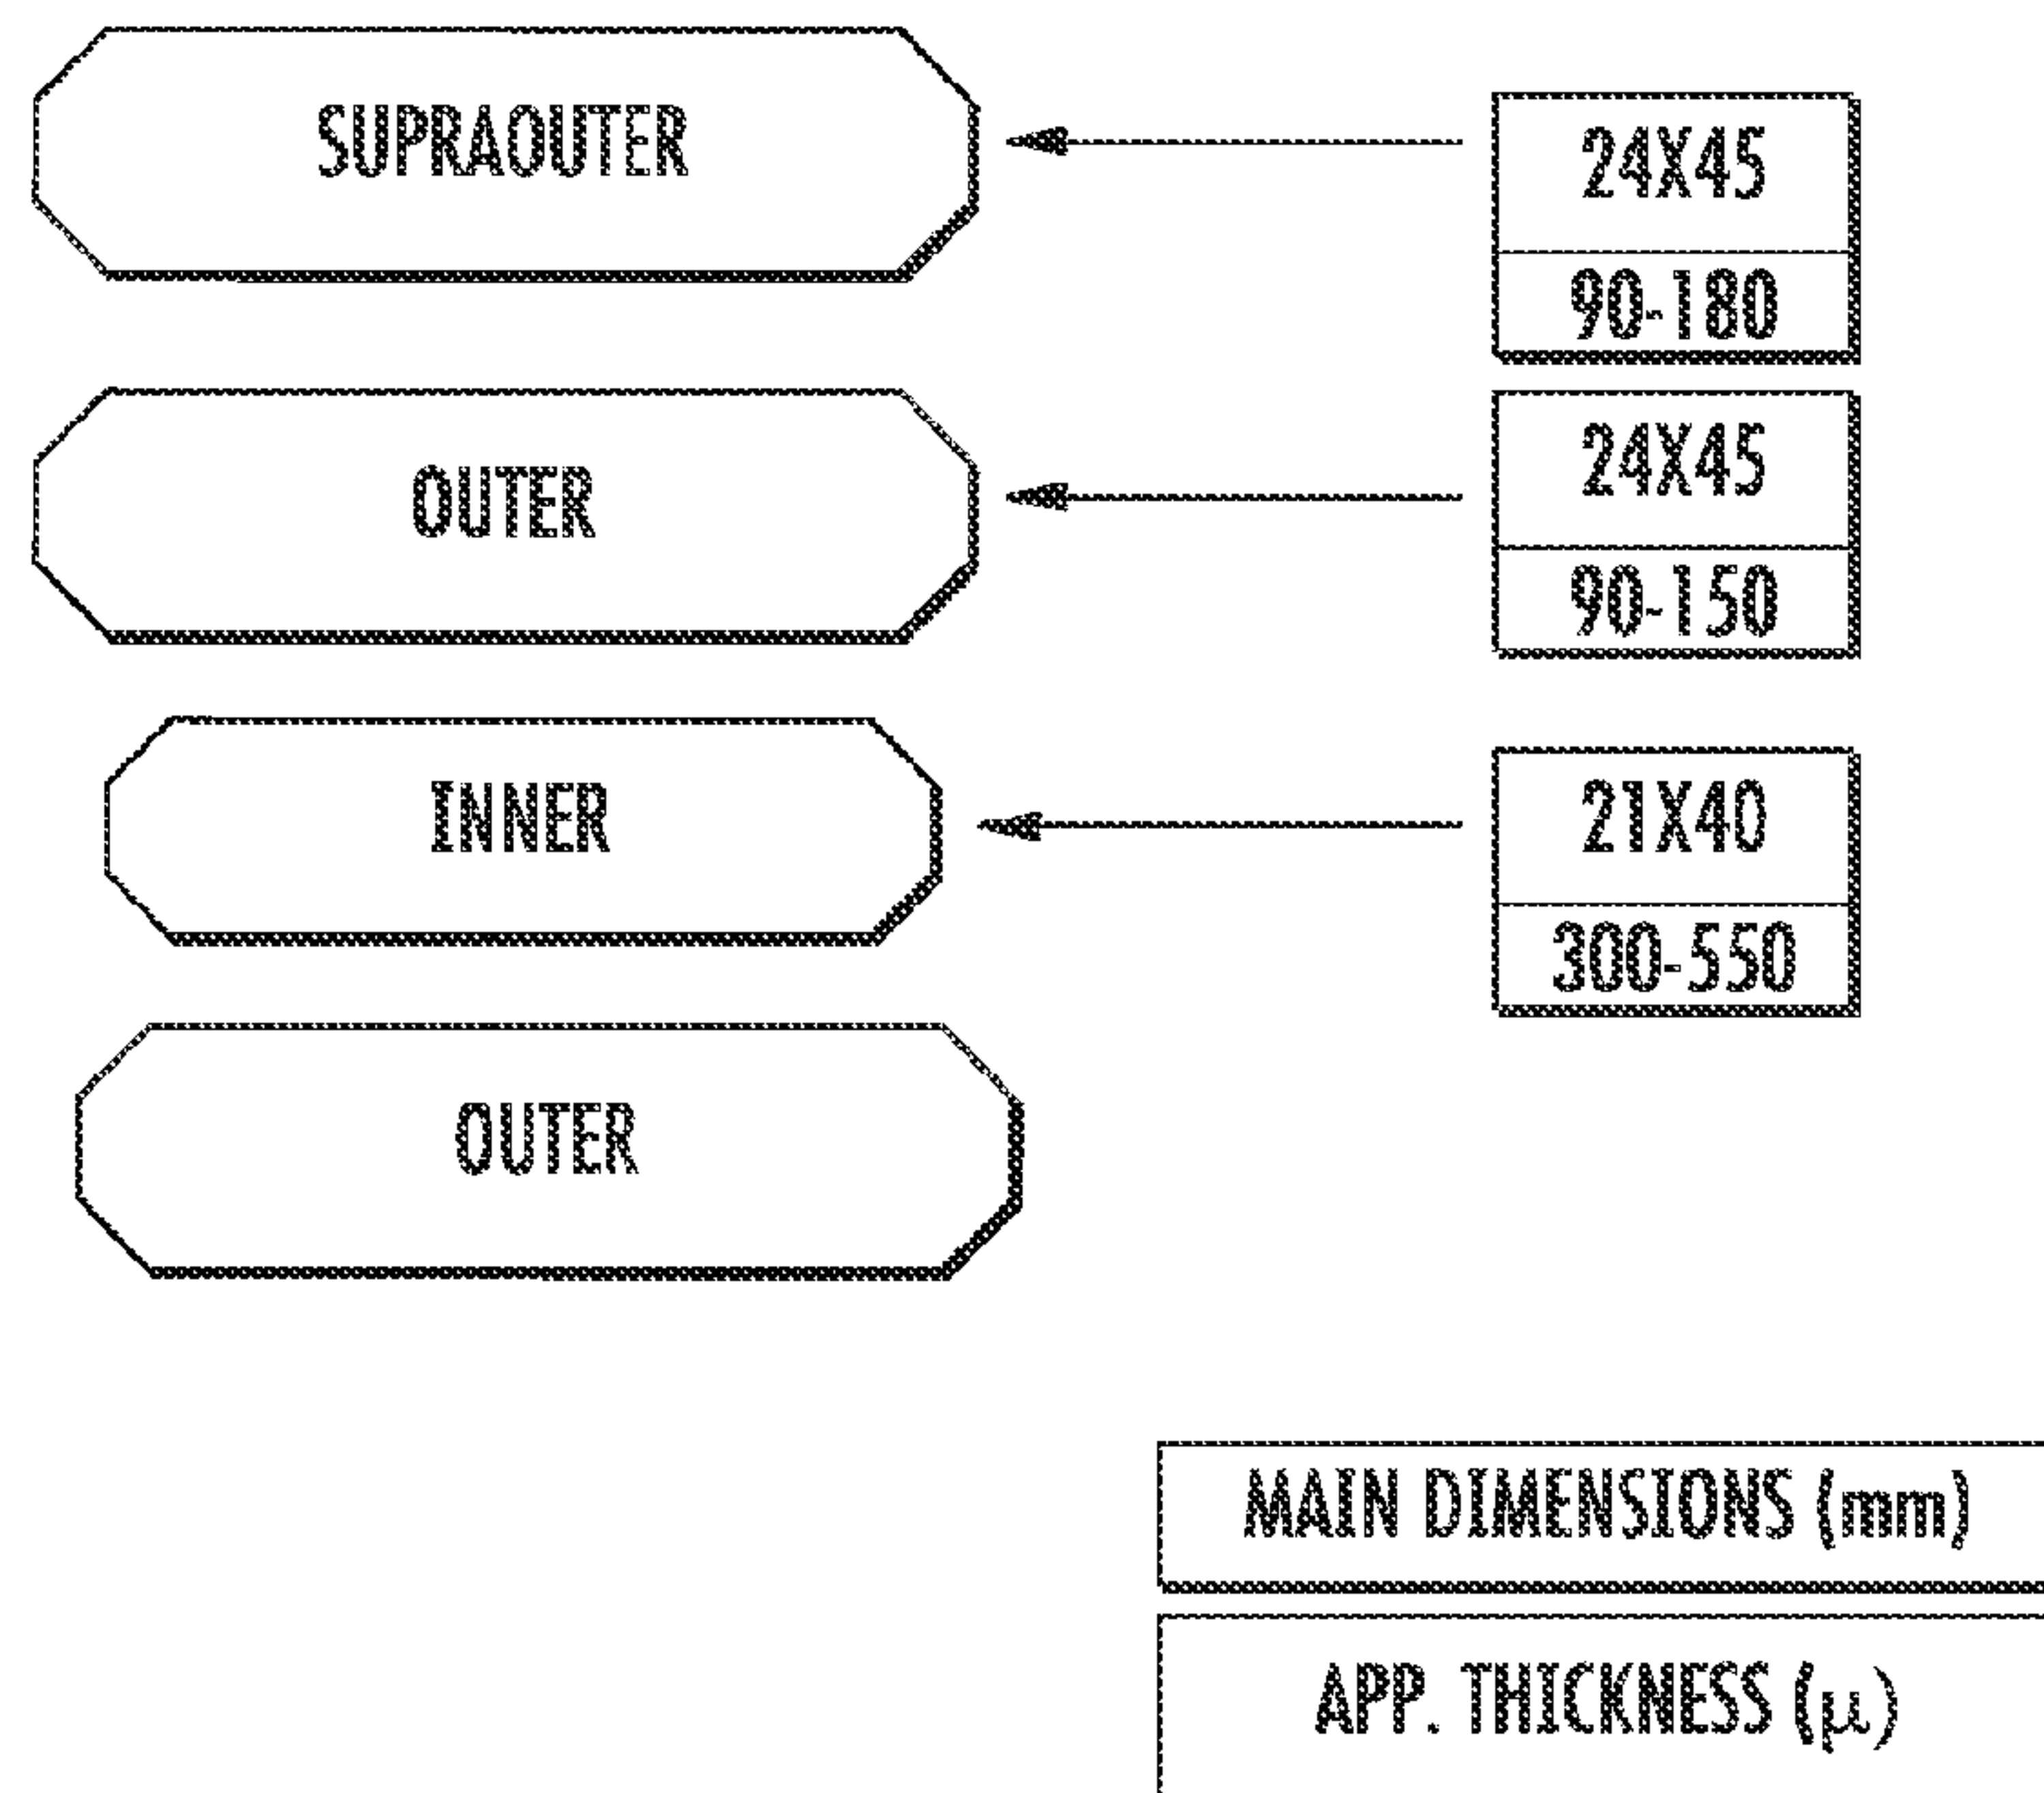 SUPRAOUTER
24X45
90-180
OUTER
24X45
90-150
INNER
21X40
300-550
OUTER
MAIN DIMENSIONS (mm)
APP. THICKNESS (μ)